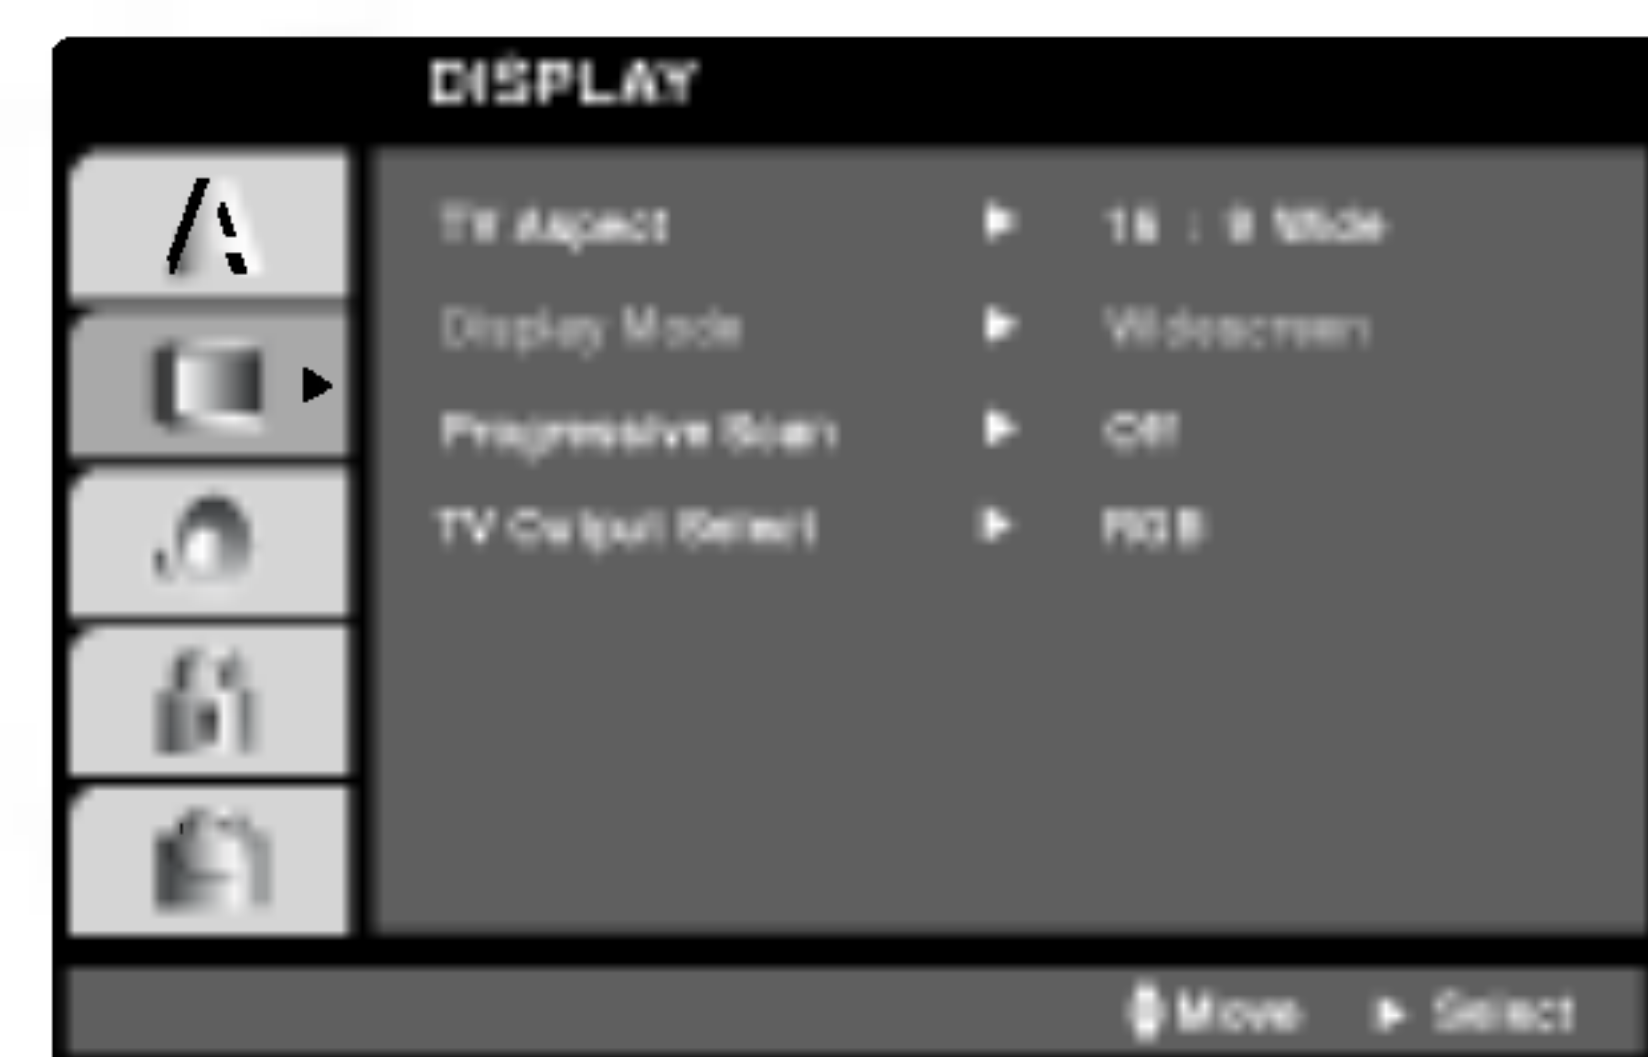 DISPLAY
TV Aspect ► 16 : 9 Wide
Display Mode ► Widescreen
Progressive Scan ► Off
TV Output Select ► RGB
Move ► Select